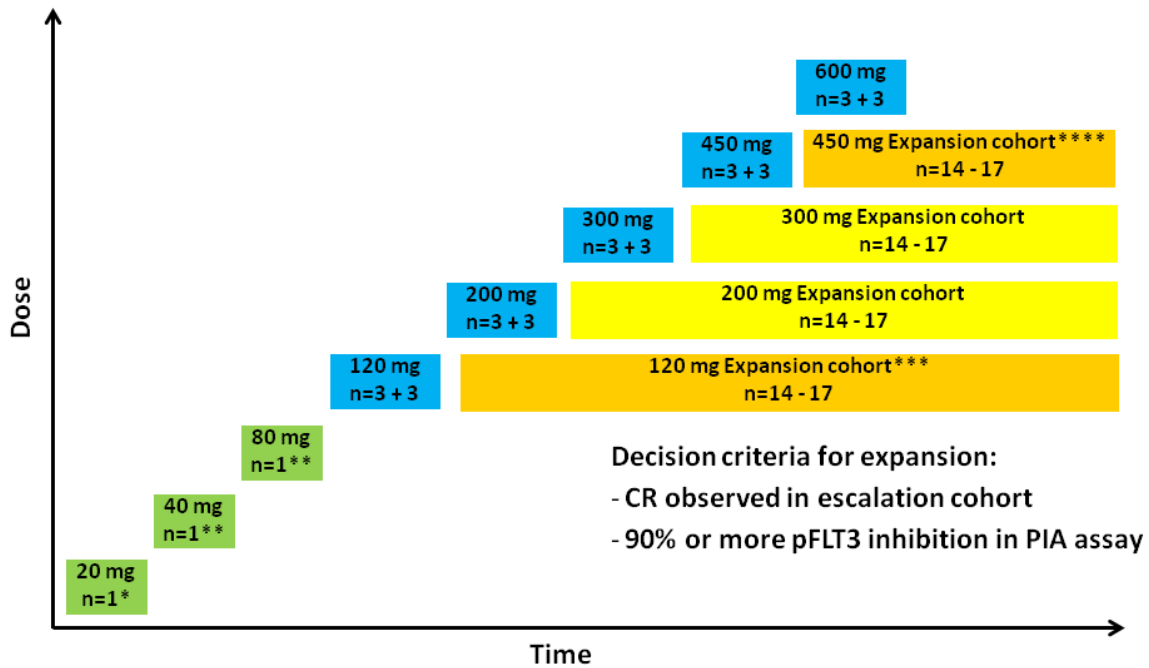 600 mg
n=3 + 3
450 mg
n=3 + 3
450 mg Expansion cohort****
n=14 - 17
300 mg
n=3 + 3
300 mg Expansion cohort
n=14 - 17
200 mg
n=3 + 3
200 mg Expansion cohort
n=14 - 17
120 mg
n=3 + 3
120 mg Expansion cohort***
n=14 - 17
80 mg
n=1**
40 mg
n=1**
20 mg
n=1*
Decision criteria for expansion:
- CR observed in escalation cohort
- 90% or more pFLT3 inhibition in PIA assay
Dose
Time